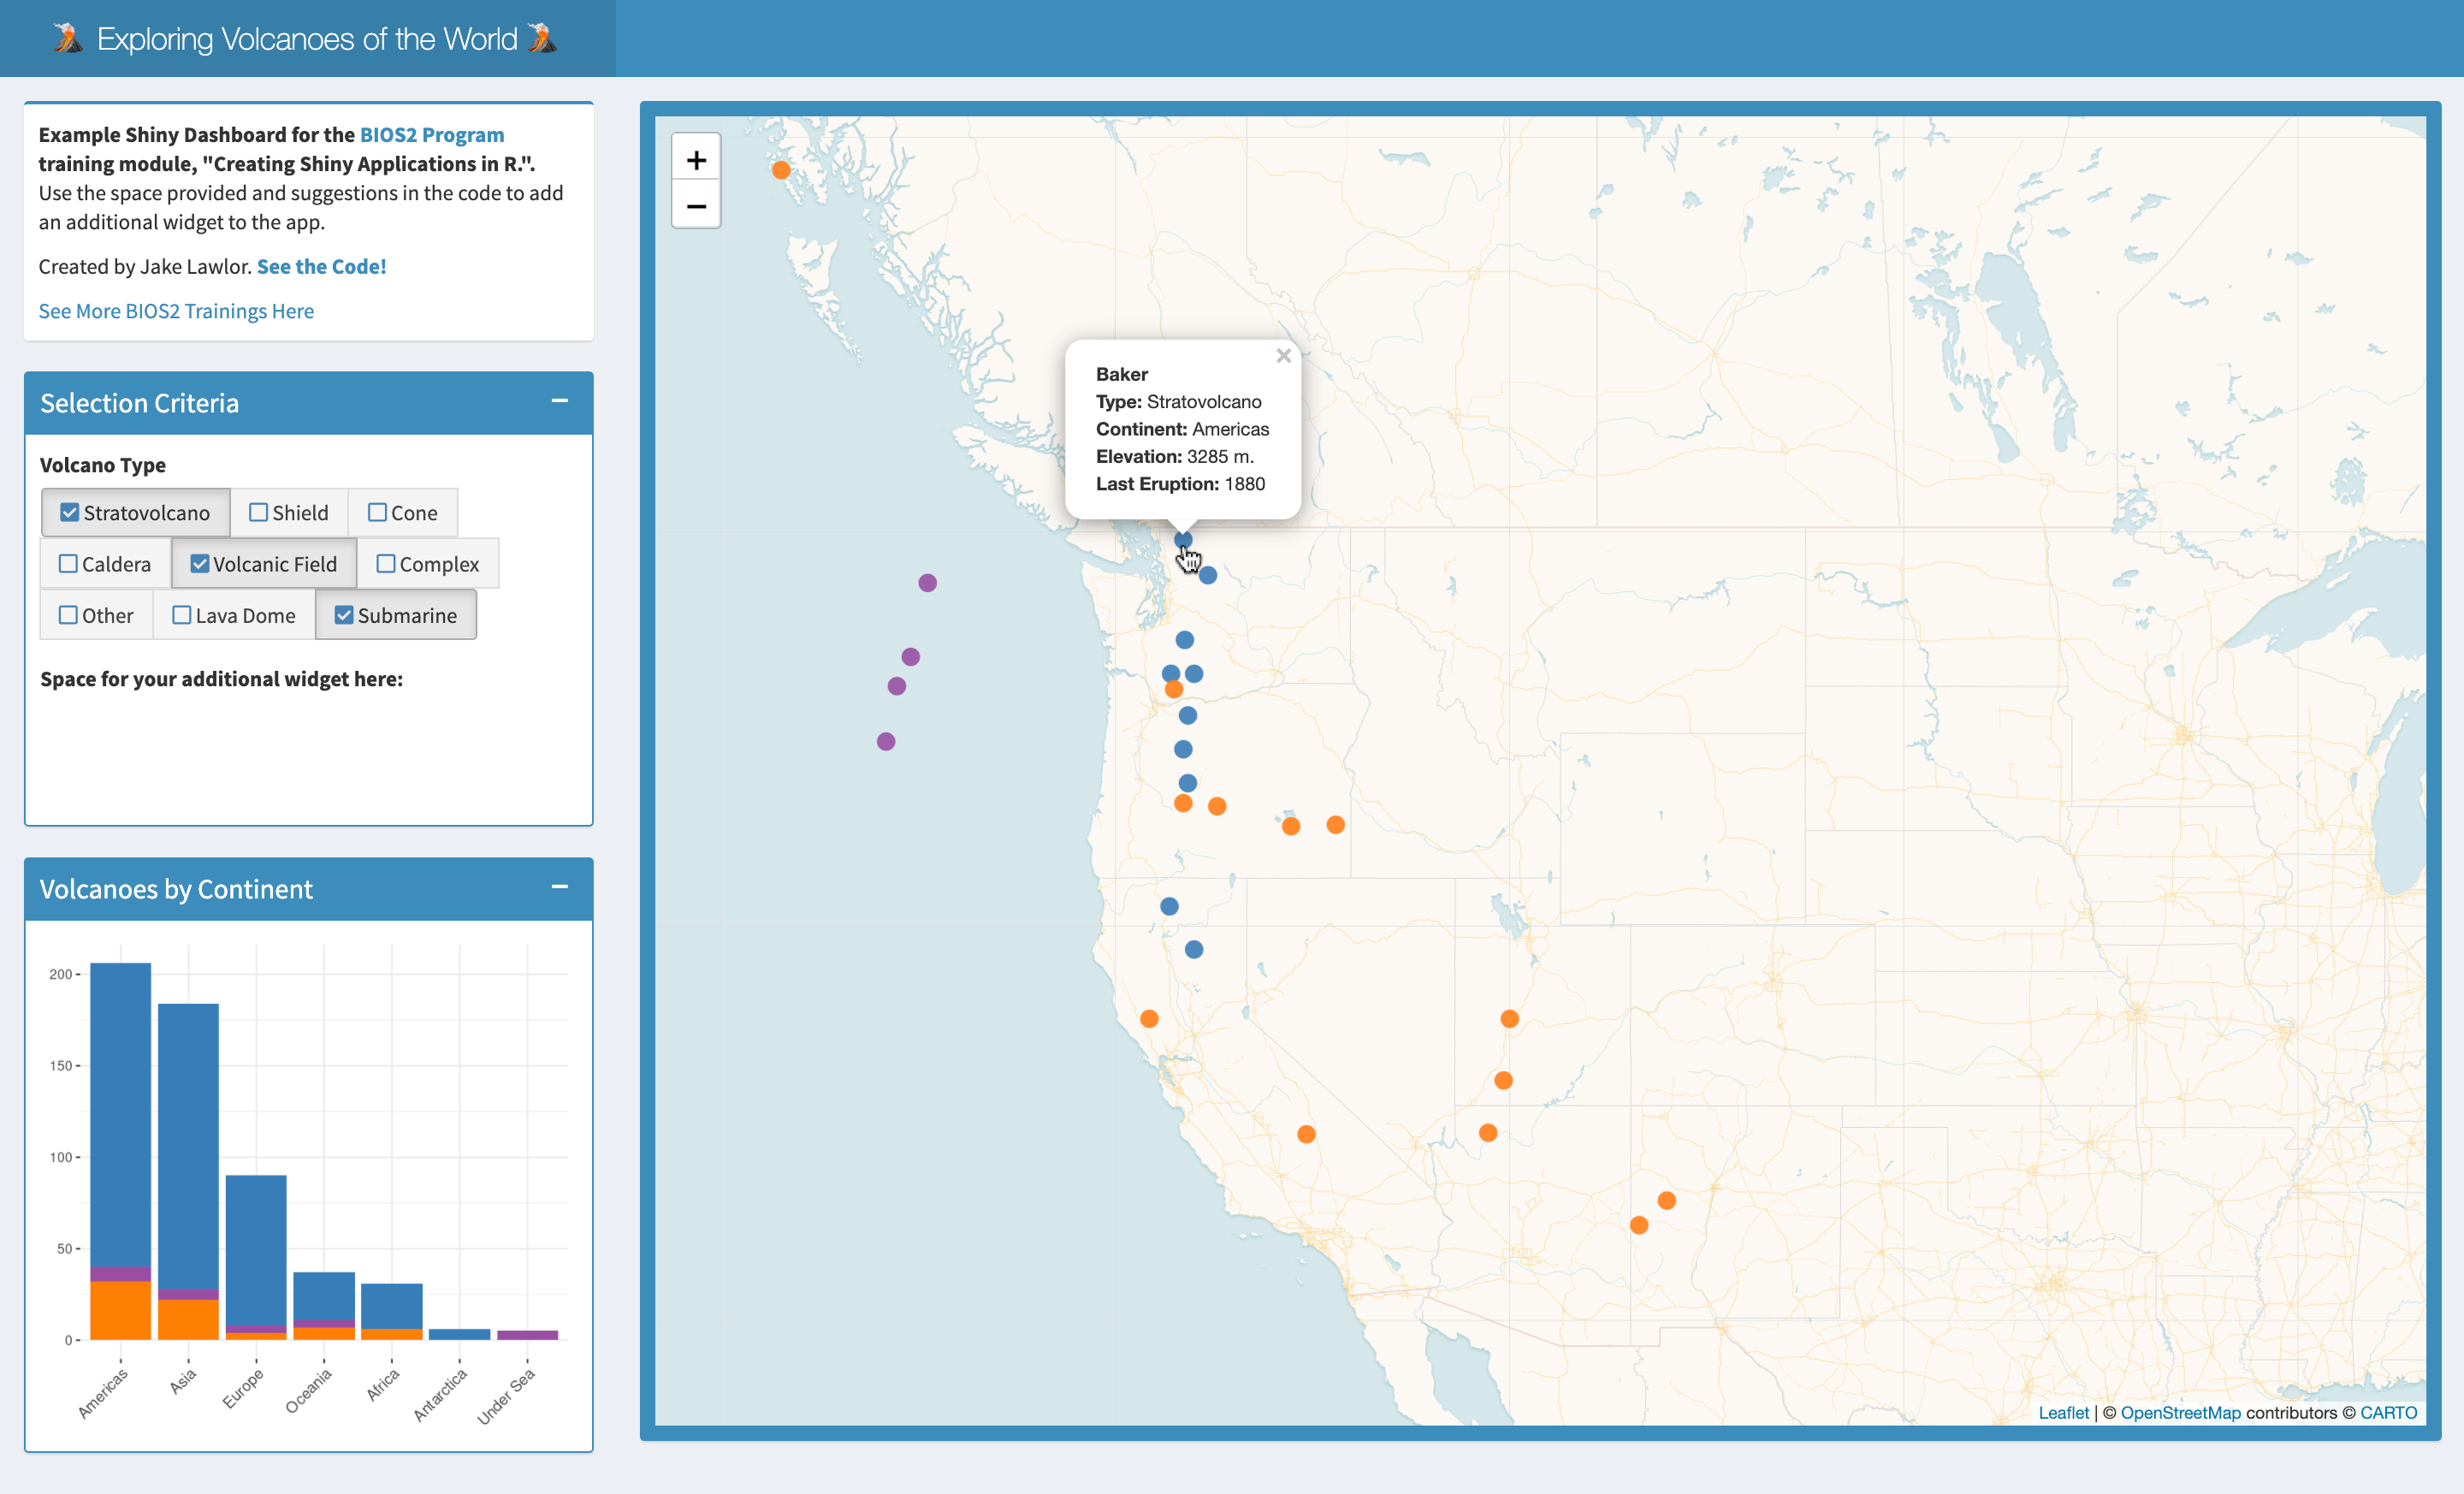 🌋 Exploring Volcanoes of the World 🌋
Example Shiny Dashboard for the BIOS2 Program
training module, "Creating Shiny Applications in R.".
Use the space provided and suggestions in the code to add
an additional widget to the app.
Created by Jake Lawlor. See the Code!
See More BIOS2 Trainings Here
Selection Criteria
Volcano Type
Stratovolcano Shield Cone
Caldera Volcanic Field Complex
Other Lava Dome Submarine
Space for your additional widget here:
Volcanoes by Continent
200
150
100
50
0
Americas Asia Europe Oceania Africa Antarctica Under Sea
+
−
Baker
Type: Stratovolcano
Continent: Americas
Elevation: 3285 m.
Last Eruption: 1880
Leaflet | © OpenStreetMap contributors © CARTO